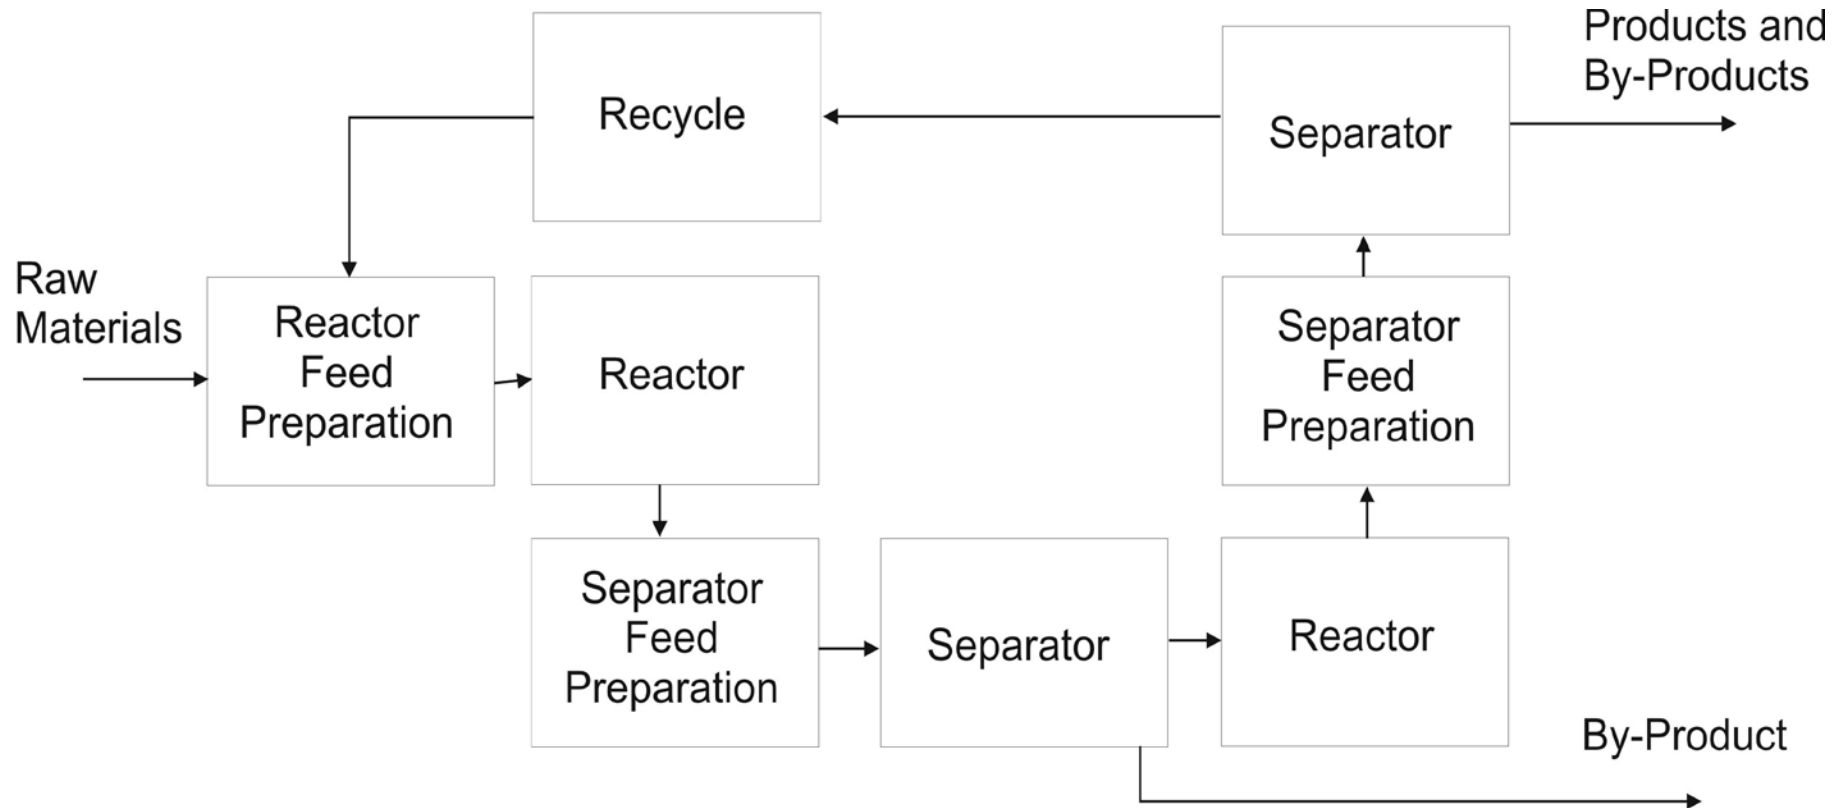 Products and
By-Products
Recycle
Separator
Raw
Materials
Reactor
Feed
Preparation
Reactor
Separator
Feed
Preparation
Separator
Feed
Preparation
Separator
Reactor
By-Product